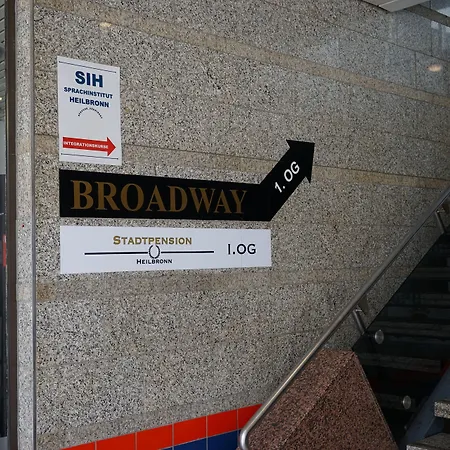 SIH
SPRACHINSTITUT
HEILBRONN
INTEGRATIONSKURSE
BROADWAY 1. OG
STADTPENSION
HEILBRONN
1.OG